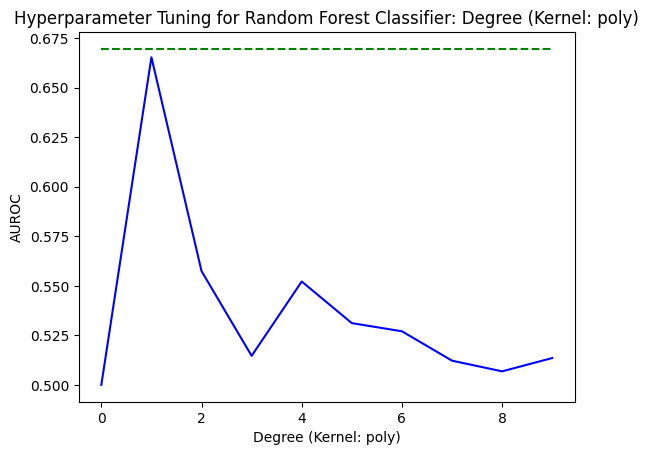 Hyperparameter Tuning for Random Forest Classifier: Degree (Kernel: poly)
0.675
0.650
0.625
0.600
0.575
0.550
0.525
0.500
AUROC
0 2 4 6 8
Degree (Kernel: poly)